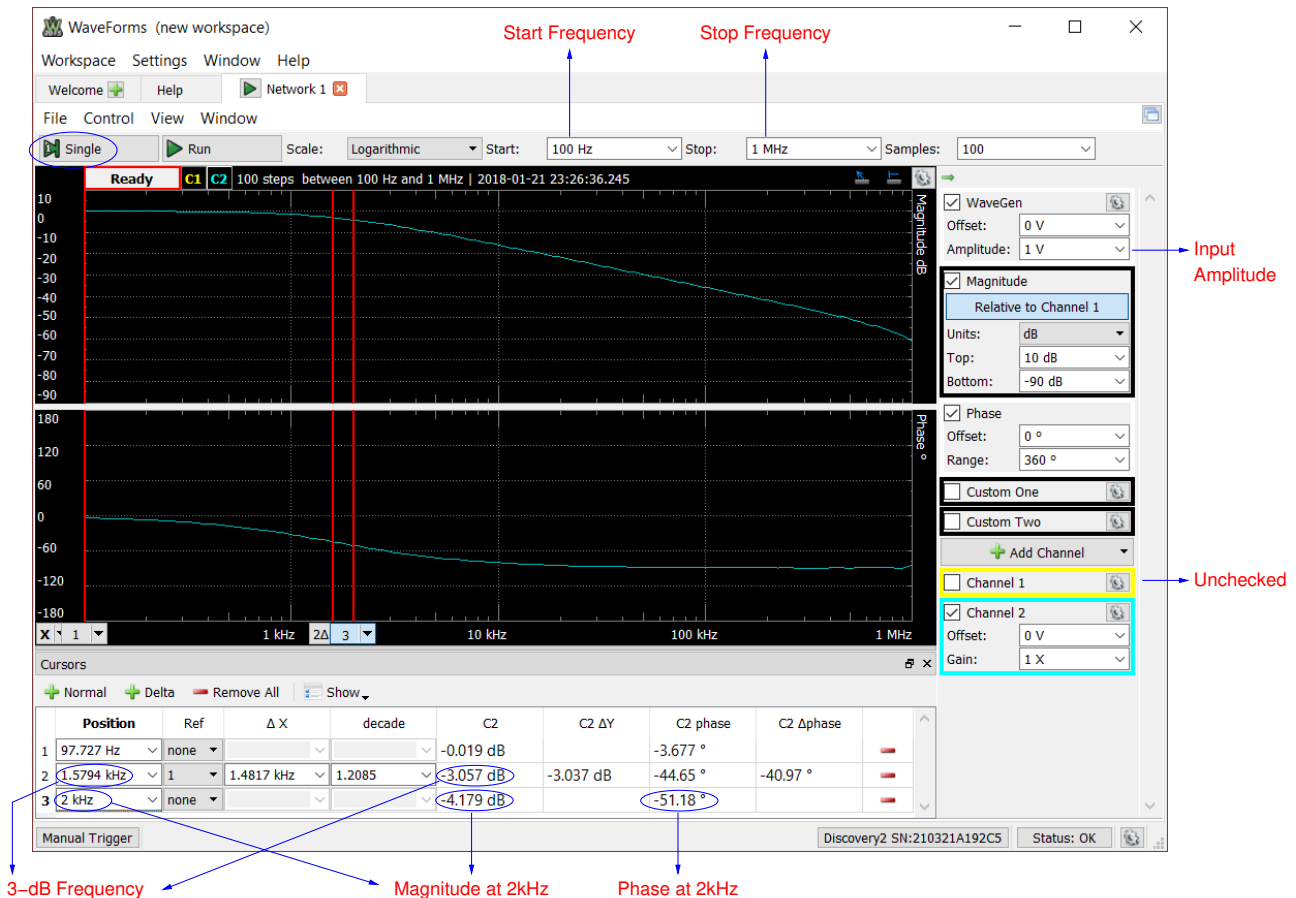 WaveForms (new workspace)
Start Frequency
Stop Frequency
Workspace Settings Window Help
Welcome Help Network 1
File Control View Window
Single Run Scale: Logarithmic Start: 100 Hz Stop: 1 MHz Samples: 100
Ready C1 C2 100 steps between 100 Hz and 1 MHz | 2018-01-21 23:26:36.245
10
0
-10
-20
-30
-40
-50
-60
-70
-80
-90
Magnitude dB
180
120
60
0
-60
-120
-180
Phase °
X 1 1 kHz 2Δ 3 10 kHz 100 kHz 1 MHz
WaveGen
Offset: 0 V
Amplitude: 1 V
Input
Amplitude
Magnitude
Relative to Channel 1
Units: dB
Top: 10 dB
Bottom: -90 dB
Phase
Offset: 0 °
Range: 360 °
Custom One
Custom Two
Add Channel
Channel 1
Unchecked
Channel 2
Offset: 0 V
Gain: 1 X
Cursors
Normal Delta Remove All Show
Position Ref Δ X decade C2 C2 ΔY C2 phase C2 Δphase
1 97.727 Hz none -0.019 dB -3.677 °
2 1.5794 kHz 1 1.4817 kHz 1.2085 -3.057 dB -3.037 dB -44.65 ° -40.97 °
3 2 kHz none -4.179 dB -51.18 °
Manual Trigger Discovery2 SN:210321A192C5 Status: OK
3−dB Frequency
Magnitude at 2kHz
Phase at 2kHz